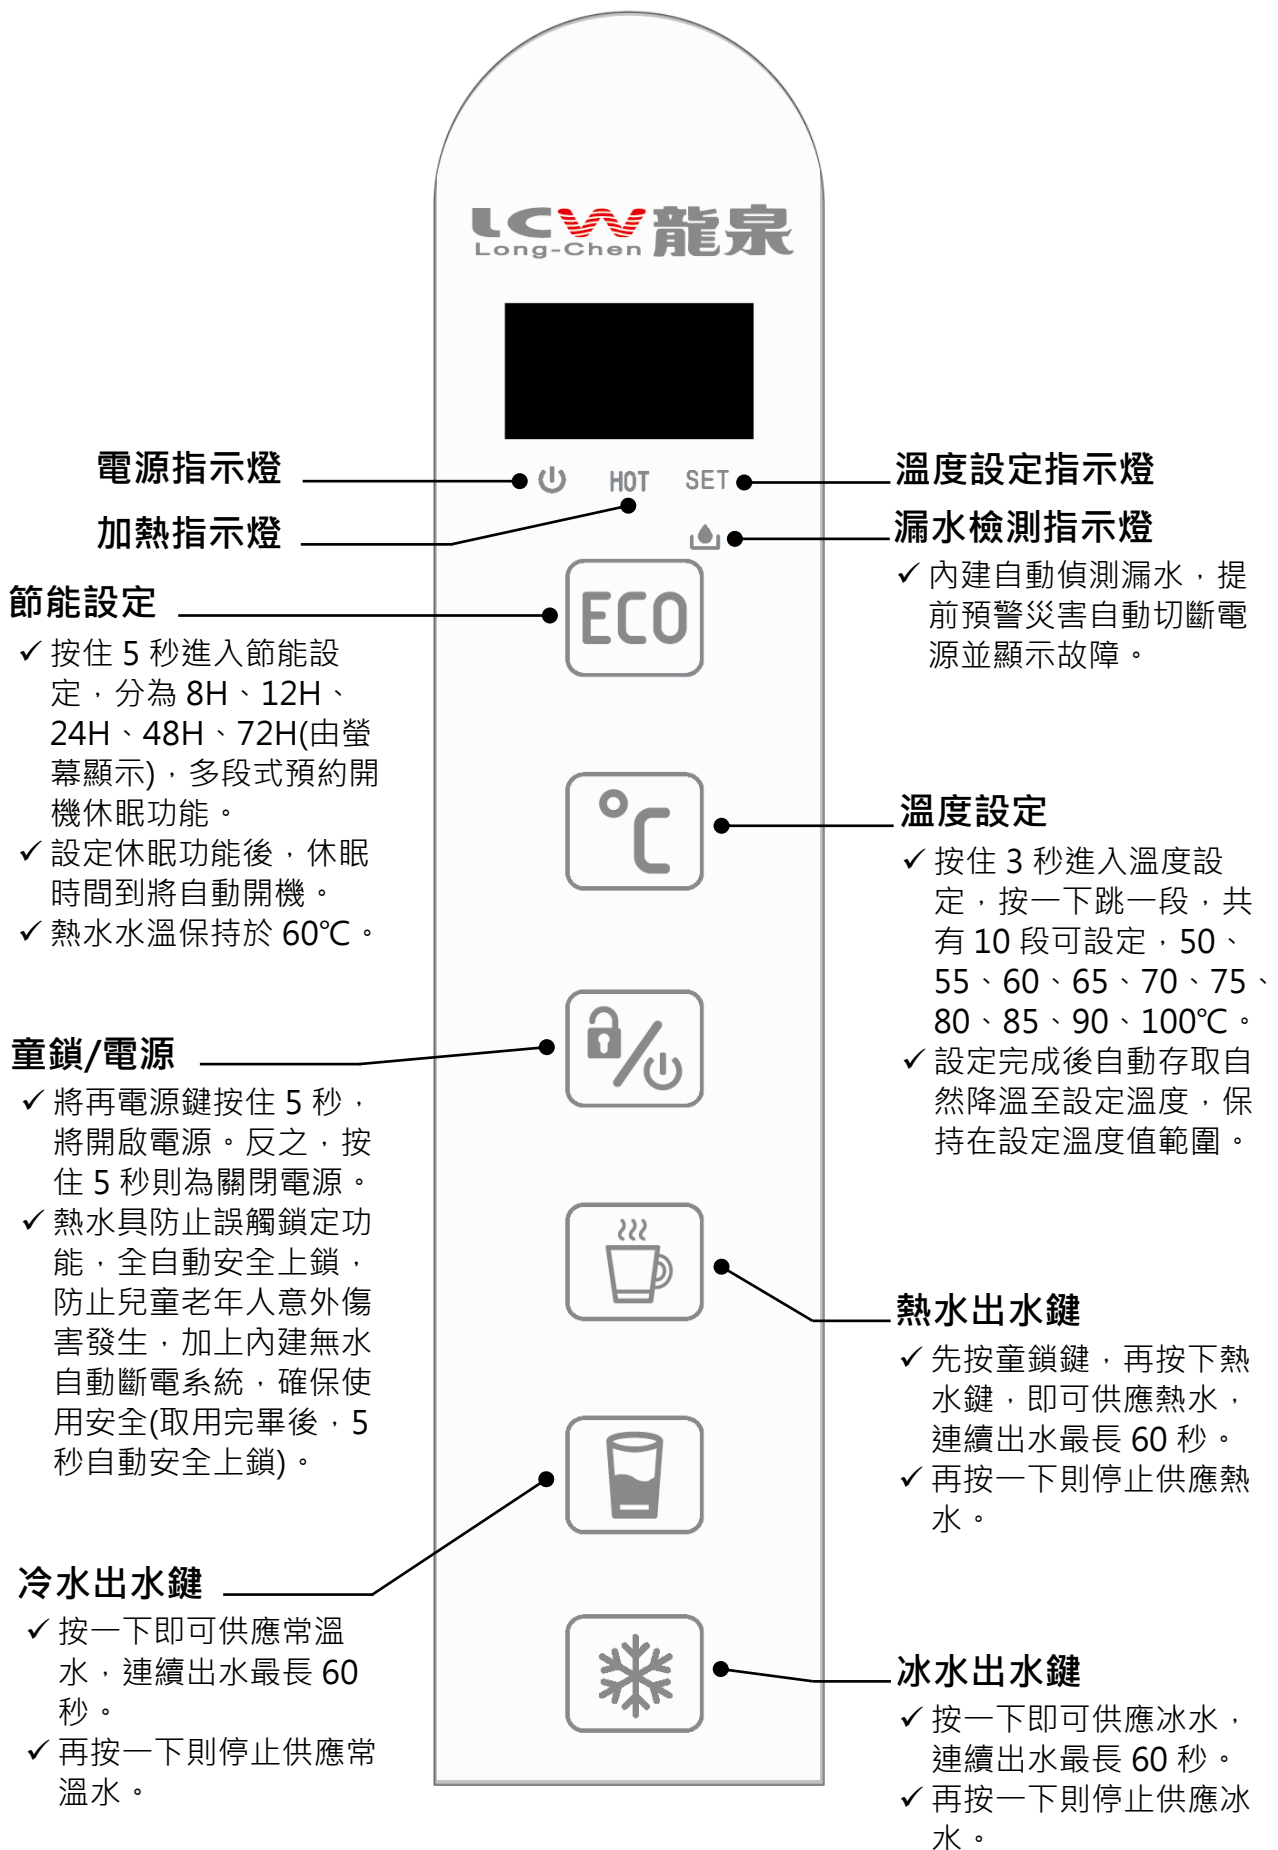 LCW龍泉
Long-Chen
電源指示燈
加熱指示燈
HOT
SET
溫度設定指示燈
漏水檢測指示燈
✓內建自動偵測漏水，提
前預警災害自動切斷電
源並顯示故障。
節能設定
ECO
✓按住 5 秒進入節能設
定，分為 8H、12H、
24H、48H、72H(由螢
幕顯示)，多段式預約開
機休眠功能。
✓設定休眠功能後，休眠
時間到將自動開機。
✓熱水水溫保持於 60℃。
℃
溫度設定
✓按住 3 秒進入溫度設
定，按一下跳一段，共
有 10 段可設定，50、
55、60、65、70、75、
80、85、90、100℃。
✓設定完成後自動存取自
然降溫至設定溫度，保
持在設定溫度值範圍。
童鎖/電源
✓將再電源鍵按住 5 秒，
將開啟電源。反之，按
住 5 秒則為關閉電源。
✓熱水具防止誤觸鎖定功
能，全自動安全上鎖，
防止兒童老年人意外傷
害發生，加上內建無水
自動斷電系統，確保使
用安全(取用完畢後，5
秒自動安全上鎖)。
熱水出水鍵
✓先按童鎖鍵，再按下熱
水鍵，即可供應熱水，
連續出水最長 60 秒。
✓再按一下則停止供應熱
水。
冷水出水鍵
✓按一下即可供應常溫
水，連續出水最長 60
秒。
✓再按一下則停止供應常
溫水。
冰水出水鍵
✓按一下即可供應冰水，
連續出水最長 60 秒。
✓再按一下則停止供應冰
水。